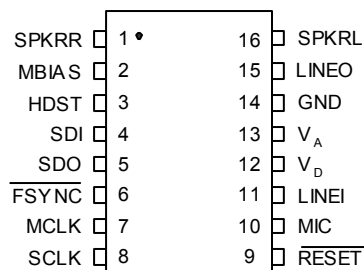 SPKRR 1 16 SPKRL
MBIAS 2 15 LINEO
HDST 3 14 GND
SDI 4 13 VA
SDO 5 12 VD
FSYNC 6 11 LINEI
MCLK 7 10 MIC
SCLK 8 9 RESET